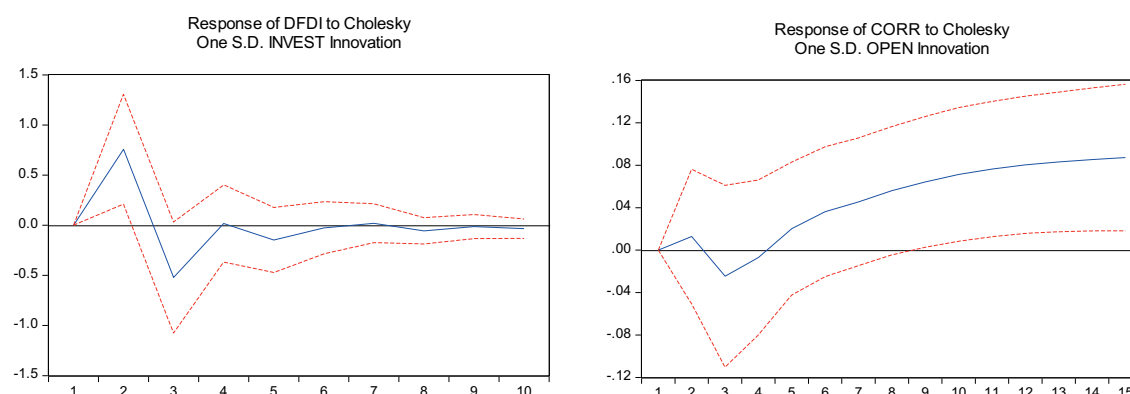 Response of DFDI to Cholesky
One S.D. INVEST Innovation
1.5
1.0
0.5
0.0
-0.5
-1.0
-1.5
1 2 3 4 5 6 7 8 9 10
Response of CORR to Cholesky
One S.D. OPEN Innovation
.16
.12
.08
.04
.00
-.04
-.08
-.12
1 2 3 4 5 6 7 8 9 10 11 12 13 14 15